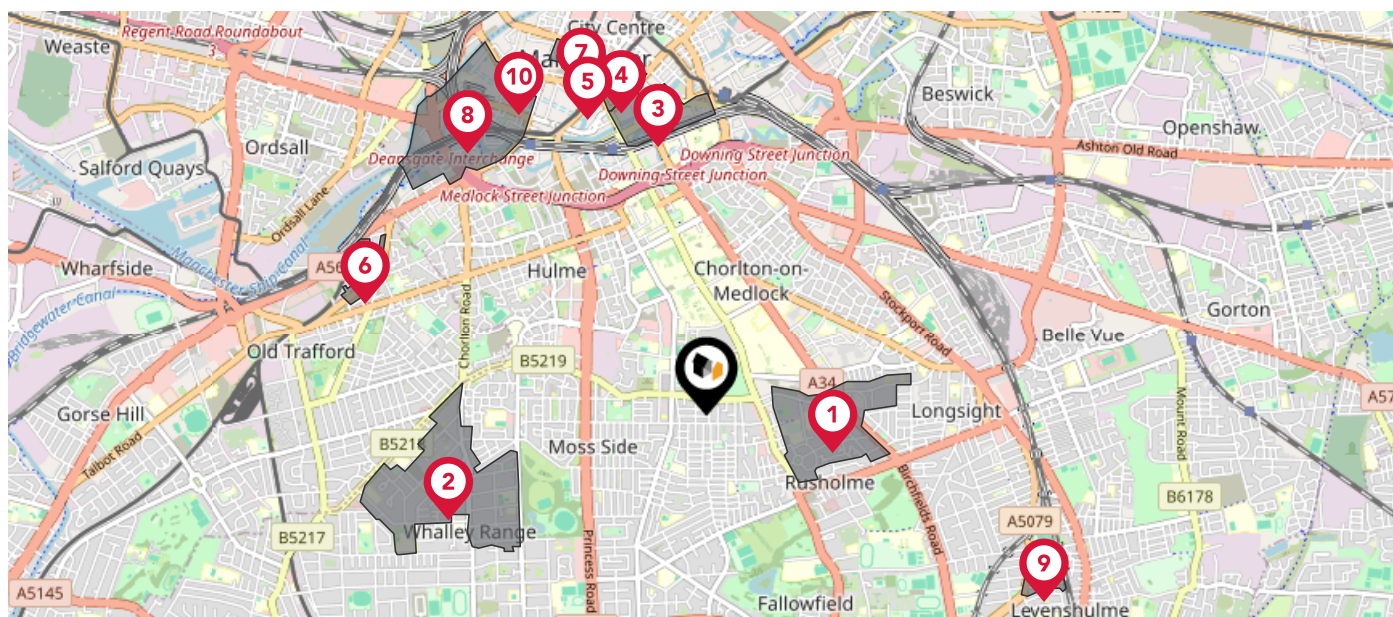 City Centre
Regent Road Roundabout
3
Weaste
Ma
7
10
5
4
8
3
Beswick
Openshaw
Ordsall
Ashton Old Road
Salford Quays
Deansgate Interchange
Downing Street Junction
Downing Street Junction
Medlock Street Junction
Ordsall Lane
Manchester Ship Canal
Wharfside
A56
6
Hulme
Chorlton-on-
Medlock
Bridgewater Canal
Chorlton Road
Stockport Road
Gorton
Belle Vue
Old Trafford
B5219
A34
A57
Gorse Hill
1
Longsight
Mount Road
Talbot Road
B5218
Moss Side
2
Rusholme
Birchfields Road
B6178
Whalley Range
B5217
A5079
Princess Road
9
A5145
Fallowfield
Levenshulme